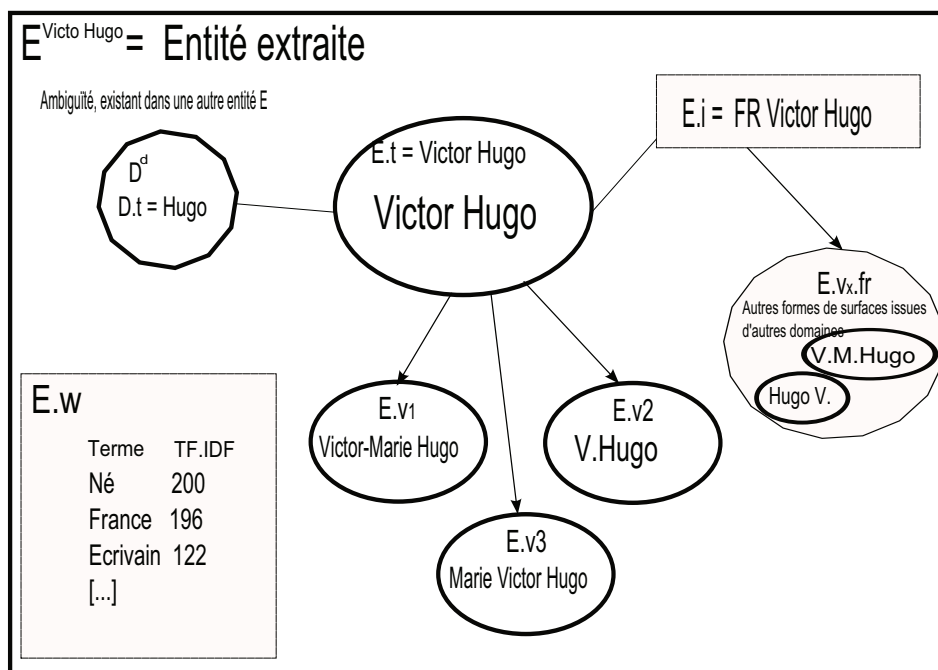 E Victo Hugo = Entité extraite
Ambiguïté, existant dans une autre entité E
D d
D.t = Hugo
E.t = Victor Hugo
Victor Hugo
E.i = FR Victor Hugo
E.vx.fr
Autres formes de surfaces issues
d'autres domaines
V.M.Hugo
Hugo V.
E.v1
Victor-Marie Hugo
E.v2
V.Hugo
E.v3
Marie Victor Hugo
E.w
Terme TF.IDF
Né 200
France 196
Ecrivain 122
[...]